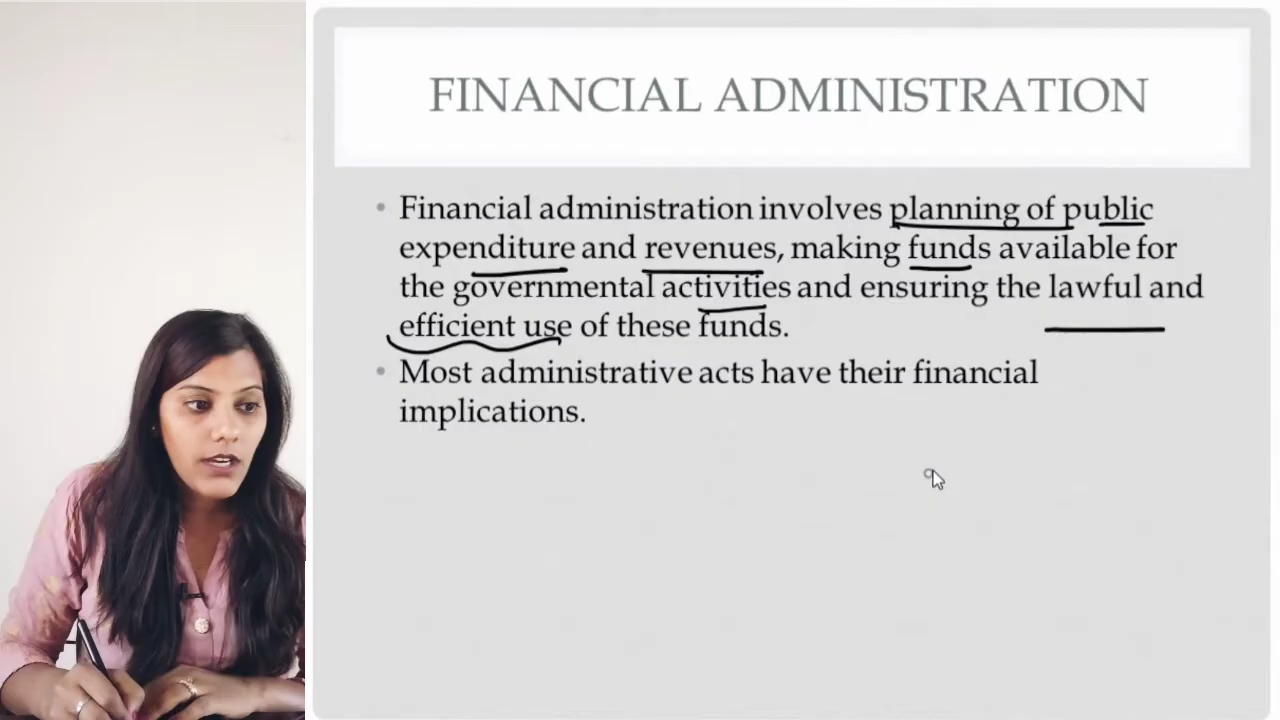 FINANCIAL ADMINISTRATION
• Financial administration involves planning of public
expenditure and revenues, making funds available for
the governmental activities and ensuring the lawful and
efficient use of these funds.
• Most administrative acts have their financial
implications.